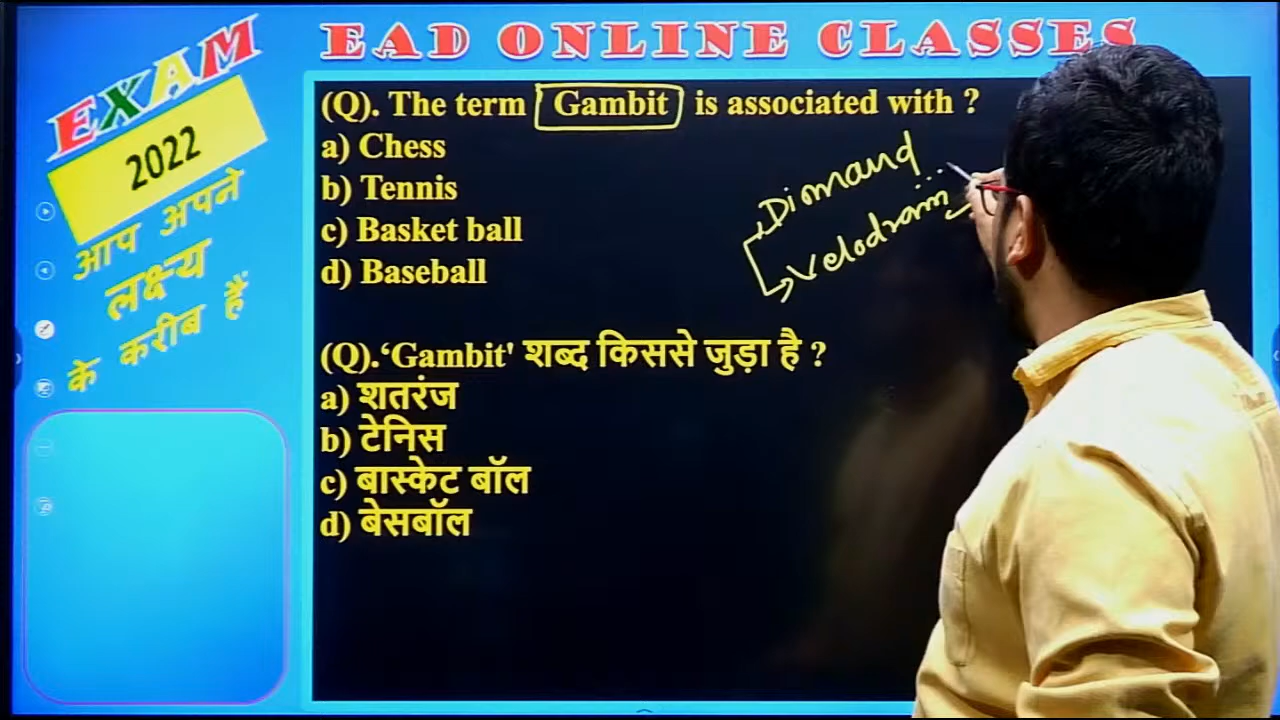 EAD ONLINE CLASSES
EXAM
2022
आप अपने
लक्ष्य
के करीब हैं
(Q). The term Gambit is associated with ?
a) Chess
b) Tennis
c) Basket ball
d) Baseball
Diomand
Velodram
(Q).‘Gambit' शब्द किससे जुड़ा है ?
a) शतरंज
b) टेनिस
c) बास्केट बॉल
d) बेसबॉल